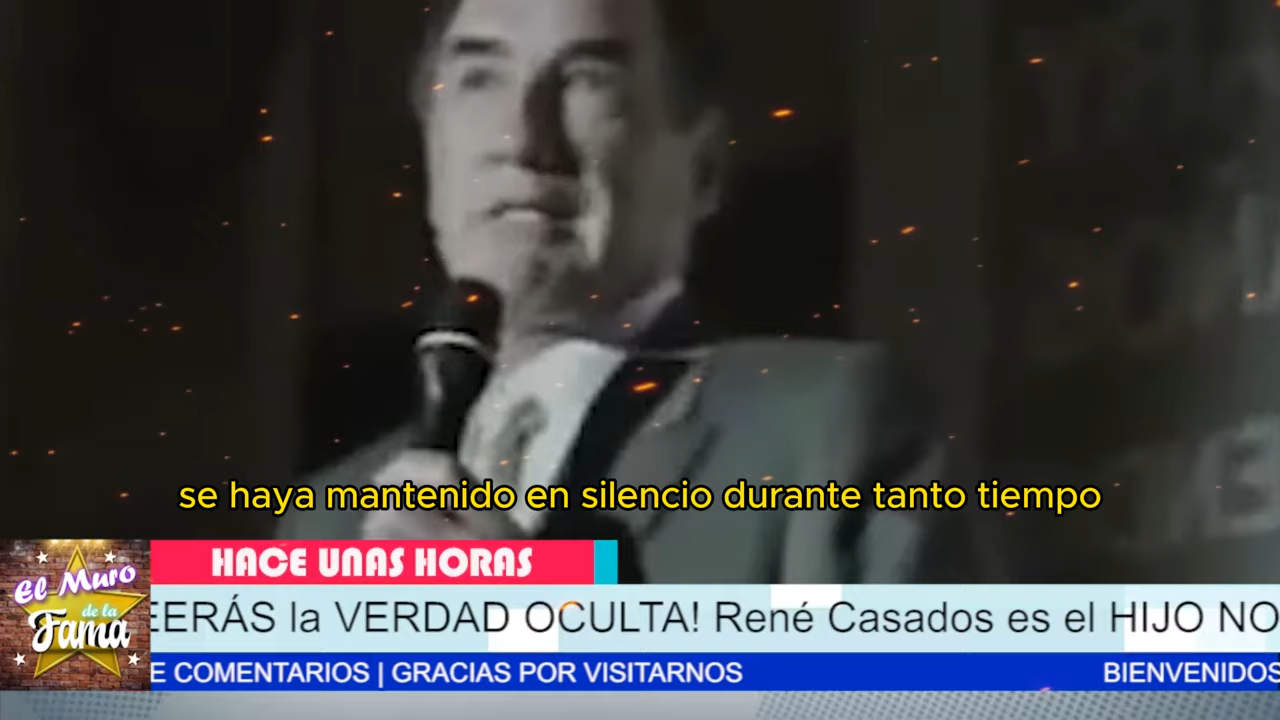 se haya mantenido en silencio durante tanto tiempo
HACE UNAS HORAS
El Muro
de la
Fama
EERÁS la VERDAD OCULTA! René Casados es el HIJO NO
E COMENTARIOS | GRACIAS POR VISITARNOS
BIENVENIDOS